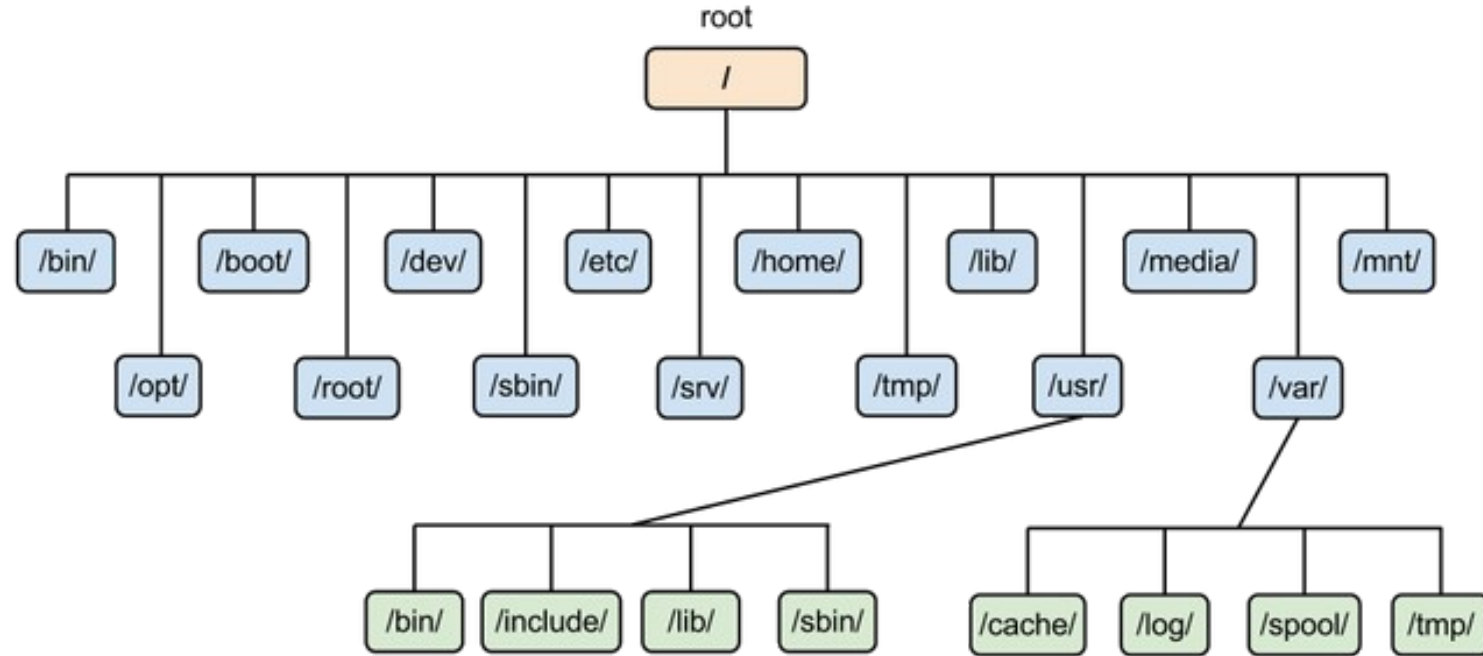 root
/
/bin/ /boot/ /dev/ /etc/ /home/ /lib/ /media/ /mnt/
/opt/ /root/ /sbin/ /srv/ /tmp/ /usr/ /var/
/bin/ /include/ /lib/ /sbin/ /cache/ /log/ /spool/ /tmp/